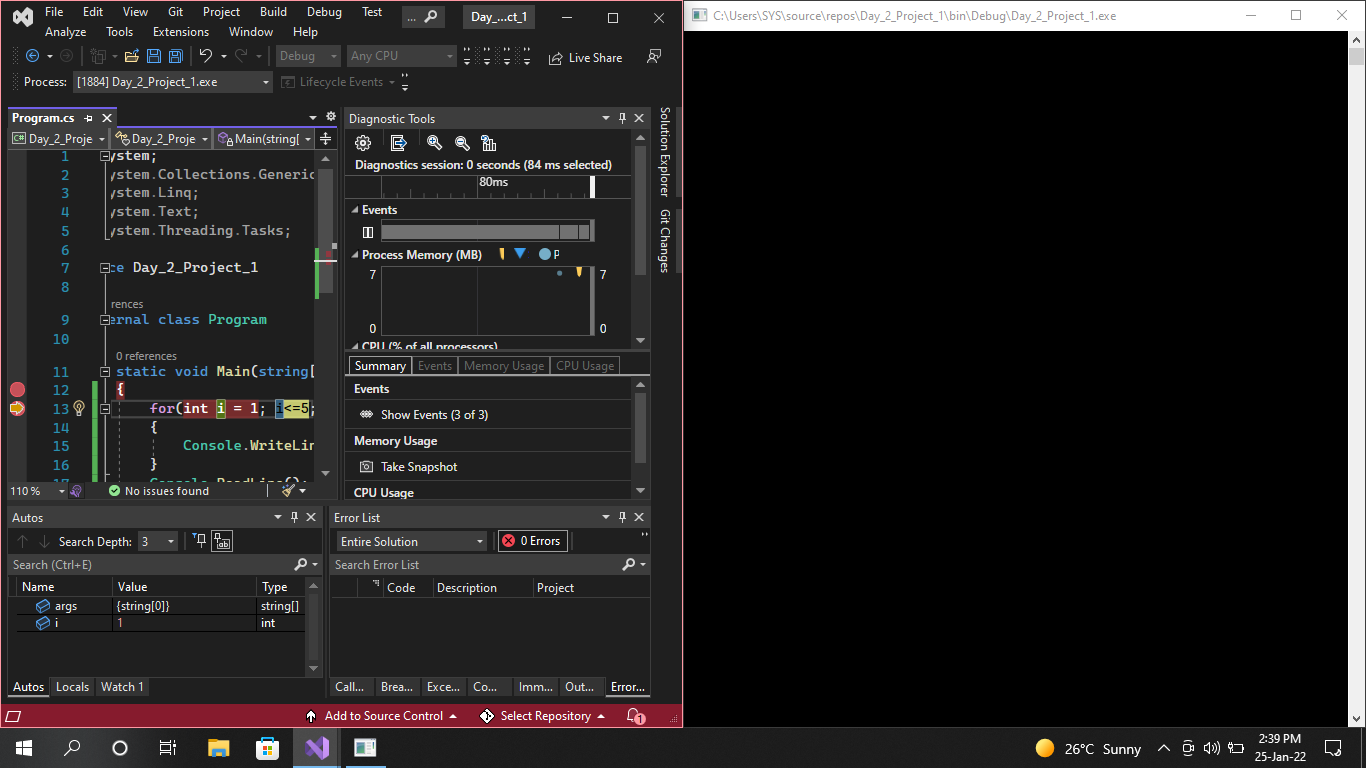 File Edit View Git Project Build Debug Test ... Day_...ct_1
Analyze Tools Extensions Window Help
Debug Any CPU Live Share
Process: [1884] Day_2_Project_1.exe Lifecycle Events
Program.cs
Day_2_Proje Day_2_Proje Main(string[
1 ystem;
2 ystem.Collections.Generic
3 ystem.Linq;
4 ystem.Text;
5 ystem.Threading.Tasks;
6
7 ce Day_2_Project_1
8
rences
9 ernal class Program
10
0 references
11 static void Main(string[
12 {
13 for(int i = 1; i<=5;
14 {
15 Console.WriteLin
16 }
17 Console.ReadLine();
110 % No issues found
Diagnostic Tools
Diagnostics session: 0 seconds (84 ms selected)
80ms
Events
Process Memory (MB) P
7 7
0 0
CPU (% of all processors)
Summary Events Memory Usage CPU Usage
Events
Show Events (3 of 3)
Memory Usage
Take Snapshot
CPU Usage
Solution Explorer
Git Changes
Autos
Search Depth: 3
Search (Ctrl+E)
Name Value Type
args {string[0]} string[]
i 1 int
Autos Locals Watch 1
Error List
Entire Solution 0 Errors
Search Error List
Code Description Project
Call... Brea... Exce... Co... Imm... Out... Error...
Add to Source Control Select Repository 1
C:\Users\SYS\source\repos\Day_2_Project_1\bin\Debug\Day_2_Project_1.exe
26°C Sunny
2:39 PM
25-Jan-22